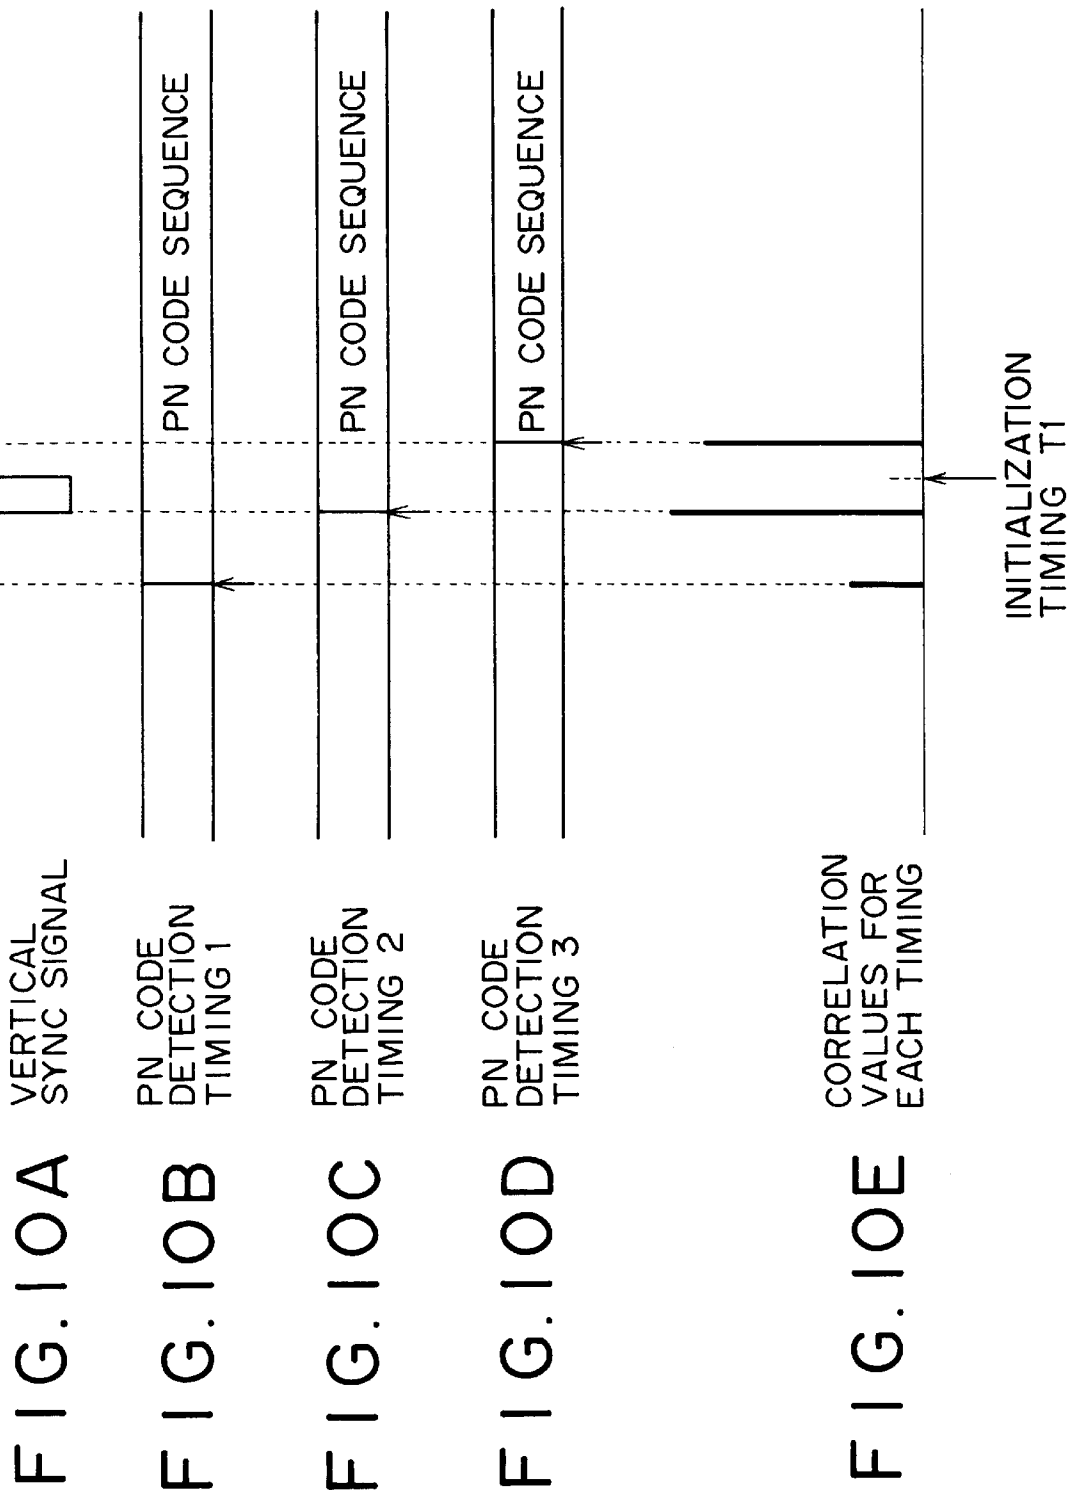 FIG. 10A
VERTICAL
SYNC SIGNAL
FIG. 10B
PN CODE
DETECTION
TIMING 1
PN CODE SEQUENCE
FIG. 10C
PN CODE
DETECTION
TIMING 2
PN CODE SEQUENCE
FIG. 10D
PN CODE
DETECTION
TIMING 3
PN CODE SEQUENCE
FIG. 10E
CORRELATION
VALUES FOR
EACH TIMING
INITIALIZATION
TIMING T1